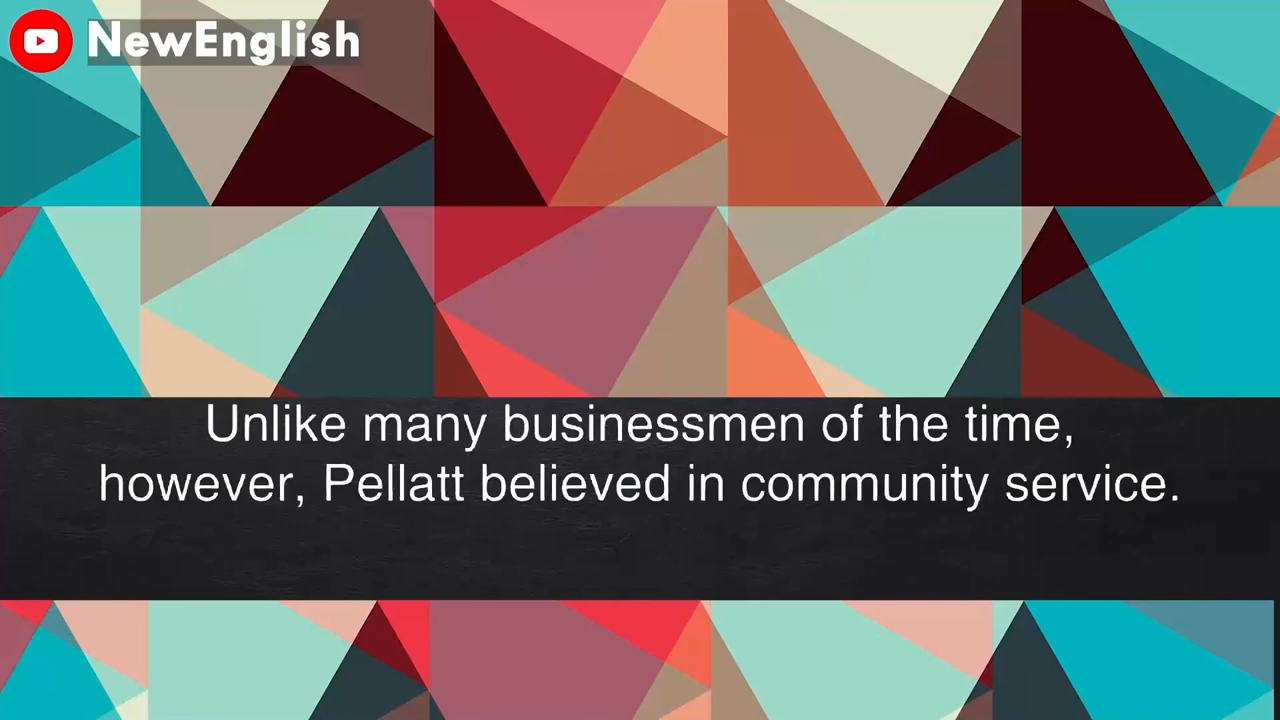 NewEnglish
Unlike many businessmen of the time,
however, Pellatt believed in community service.